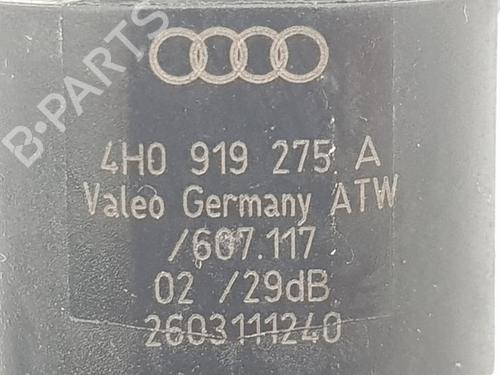 B-PARTS
4H0 919 275 A
Valeo Germany ATW
/607.117
02 /29dB
2603111240